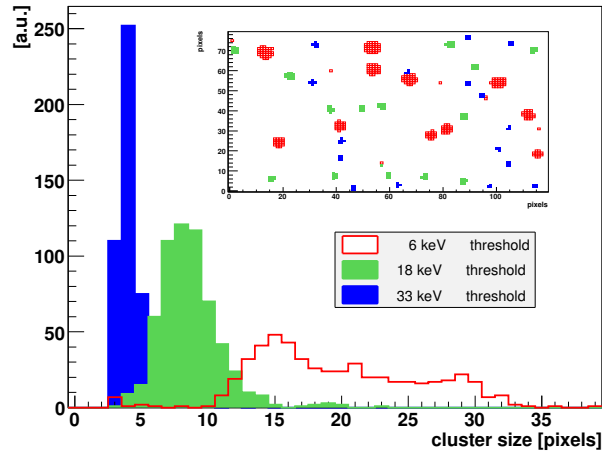 [a.u.]
250
200
150
100
50
0
pixels
70
60
50
40
30
20
10
0
0 20 40 60 80 100
pixels
6 keV threshold
18 keV threshold
33 keV threshold
0 5 10 15 20 25 30 35
cluster size [pixels]